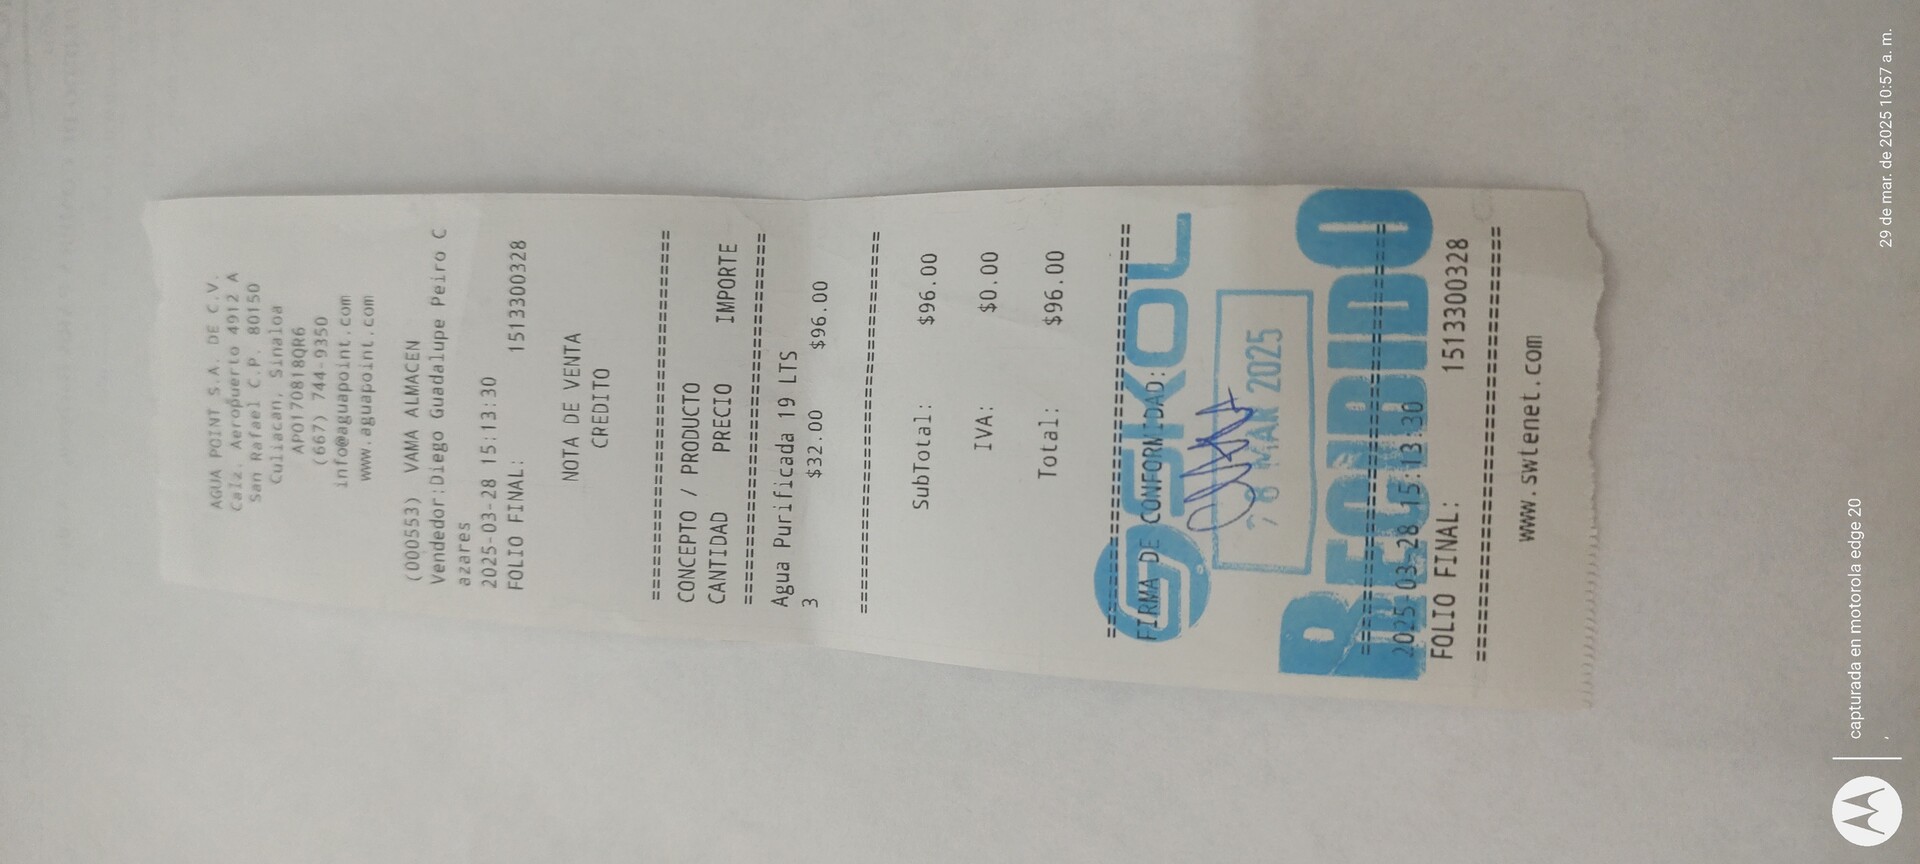 AGUA POINT S.A. DE C.V.
Calz. Aeropuerto 4912 A
San Rafael C.P. 80150
Culiacan, Sinaloa
APO170818QR6
(667) 744-9350
info@aguapoint.com
www.aguapoint.com
(000553) VAMA ALMACEN
Vendedor:Diego Guadalupe Peiro C
azares
2025-03-28 15:13:30
FOLIO FINAL: 1513300328
NOTA DE VENTA
CREDITO
================================
CONCEPTO / PRODUCTO
CANTIDAD PRECIO IMPORTE
================================
Agua Purificada 19 LTS
3 $32.00 $96.00
================================
SubTotal: $96.00
IVA: $0.00
Total: $96.00
================================
OSKOL
FIRMA DE CONFORMIDAD:
28 MAR 2025
RECIBIDO
================================
2025-03-28 15:13:30
FOLIO FINAL: 1513300328
================================
www.swienet.com
capturada en motorola edge 20
29 de mar. de 2025 10:57 a. m.